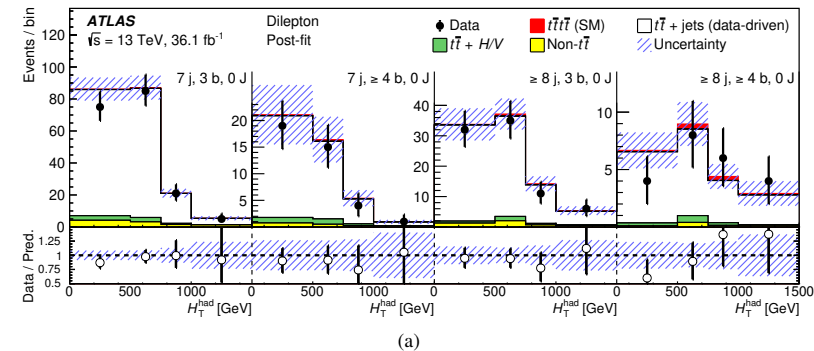 ATLAS
√s = 13 TeV, 36.1 fb⁻¹
Dilepton
Post-fit
Data
tt̄tt̄ (SM)
tt̄ + jets (data-driven)
tt̄ + H/V
Non-tt̄
Uncertainty
7 j, 3 b, 0 J
7 j, ≥ 4 b, 0 J
≥ 8 j, 3 b, 0 J
≥ 8 j, ≥ 4 b, 0 J
Events / bin
120
100
80
60
40
20
0
20
15
10
5
40
30
20
10
10
5
Data / Pred.
1.25
1
0.75
0.5
0 500 1000 0 500 1000 0 500 1000 0 500 1000 1500
H_T^had [GeV] H_T^had [GeV] H_T^had [GeV] H_T^had [GeV]
(a)